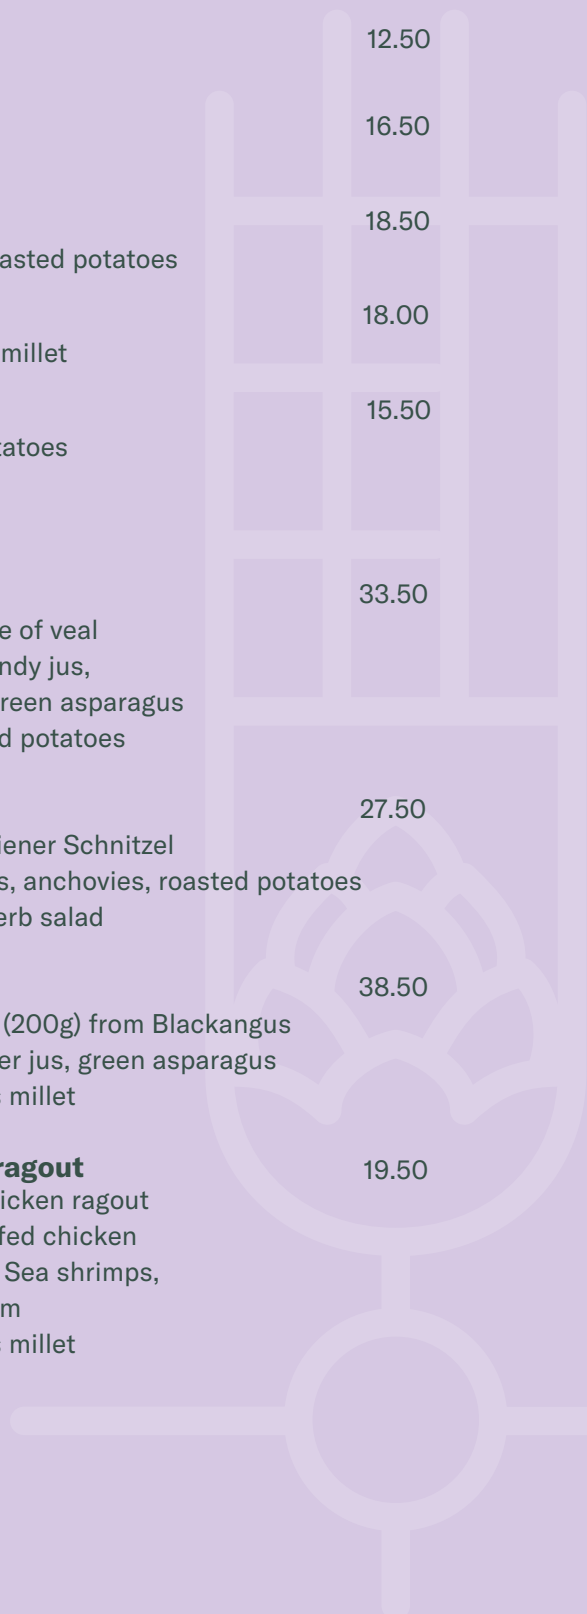 12.50
16.50
18.50
asted potatoes
18.00
millet
15.50
tatoes
33.50
e of veal
ndy jus,
reen asparagus
d potatoes
27.50
iener Schnitzel
s, anchovies, roasted potatoes
erb salad
38.50
(200g) from Blackangus
er jus, green asparagus
s millet
ragout 19.50
icken ragout
fed chicken
Sea shrimps,
m
s millet